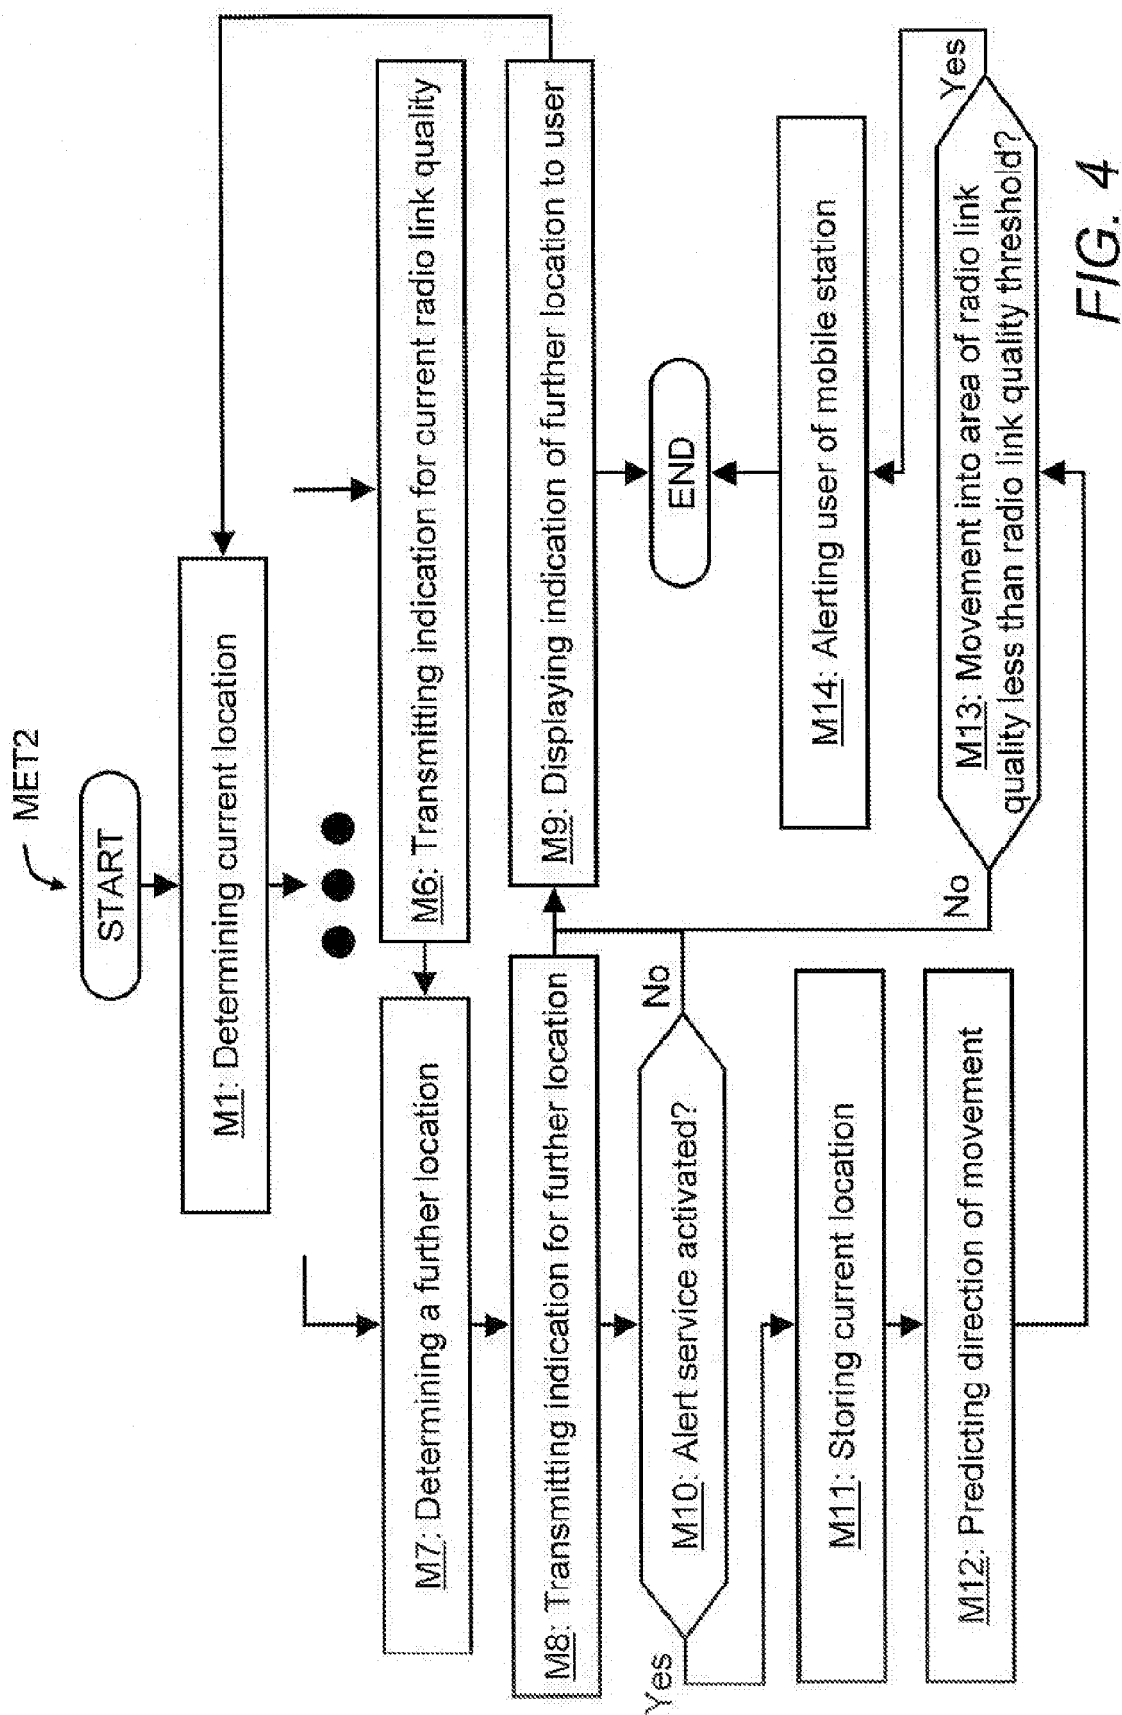 MET2
START
M1: Determining current location
M7: Determining a further location
M6: Transmitting indication for current radio link quality
M8: Transmitting indication for further location
M9: Displaying indication of further location to user
M10: Alert service activated?
Yes
No
END
M11: Storing current location
M14: Alerting user of mobile station
M12: Predicting direction of movement
No
M13: Movement into area of radio link
quality less than radio link quality threshold?
Yes
FIG. 4